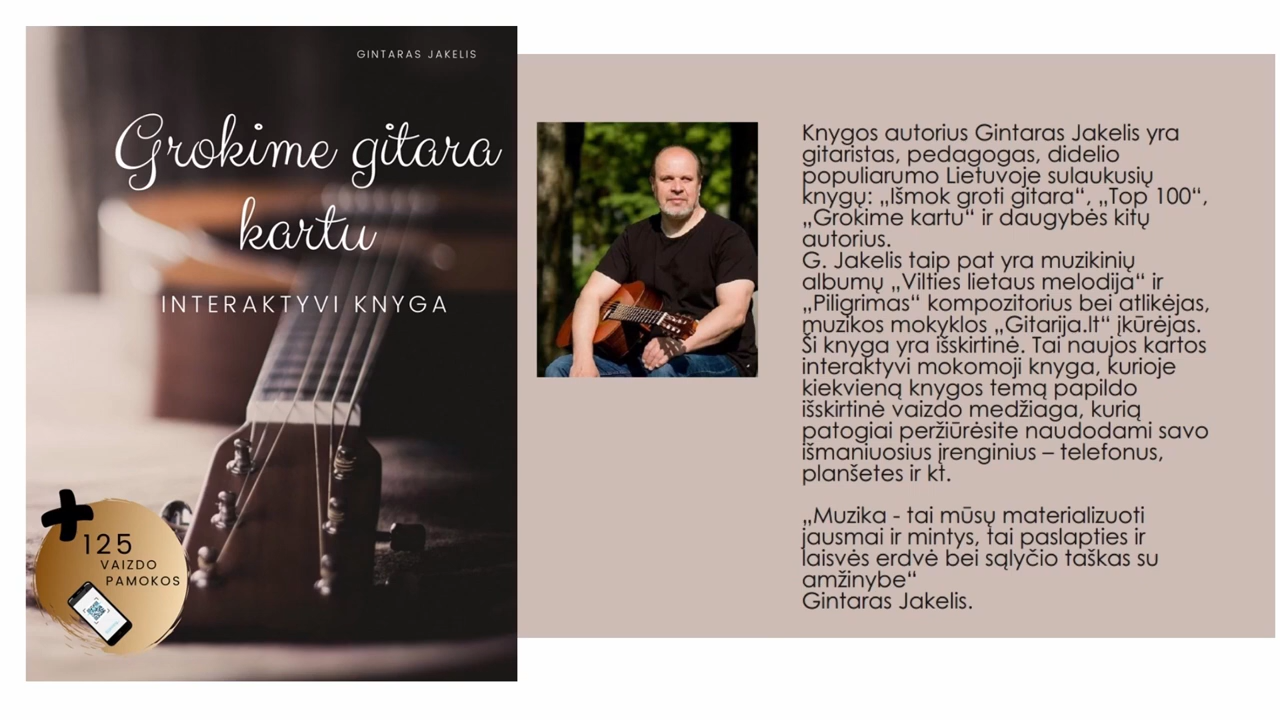 GINTARAS JAKELIS
Grokime gitara
kartu
INTERAKTYVI KNYGA
125
VAIZDO
PAMOKOS
Knygos autorius Gintaras Jakelis yra
gitaristas, pedagogas, didelio
populiarumo Lietuvoje sulaukusių
knygų: „Išmok groti gitara“, „Top 100“,
„Grokime kartu“ ir daugybės kitų
autorius.
G. Jakelis taip pat yra muzikinių
albumų „Vilties lietaus melodija“ ir
„Piligrimas“ kompozitorius bei atlikėjas,
muzikos mokyklos „Gitarija.lt“ įkūrėjas.
Ši knyga yra išskirtinė. Tai naujos kartos
interaktyvi mokomoji knyga, kurioje
kiekvieną knygos temą papildo
išskirtinė vaizdo medžiaga, kurią
patogiai peržiūrėsite naudodami savo
išmaniuosius įrenginius – telefonus,
planšetes ir kt.
„Muzika - tai mūsų materializuoti
jausmai ir mintys, tai paslapties ir
laisvės erdvė bei sąlyčio taškas su
amžinybe“
Gintaras Jakelis.